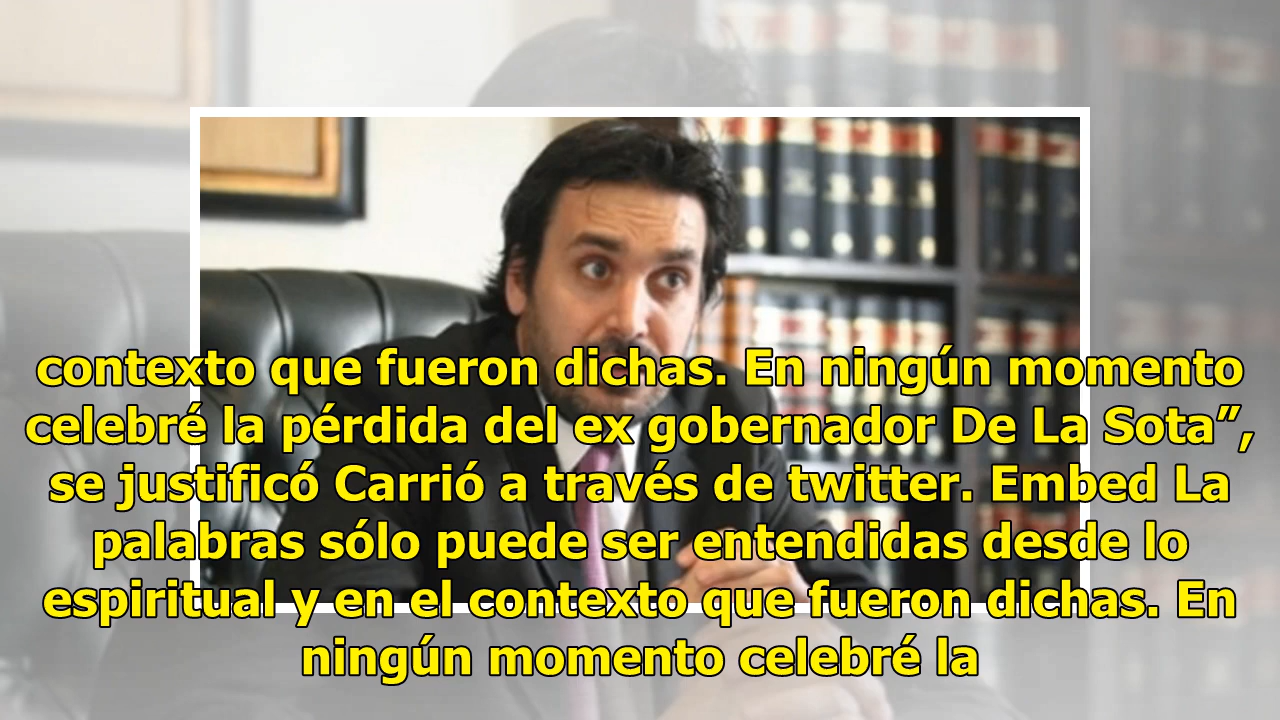 contexto que fueron dichas. En ningún momento
celebré la pérdida del ex gobernador De La Sota”,
se justificó Carrió a través de twitter. Embed La
palabras sólo puede ser entendidas desde lo
espiritual y en el contexto que fueron dichas. En
ningún momento celebré la